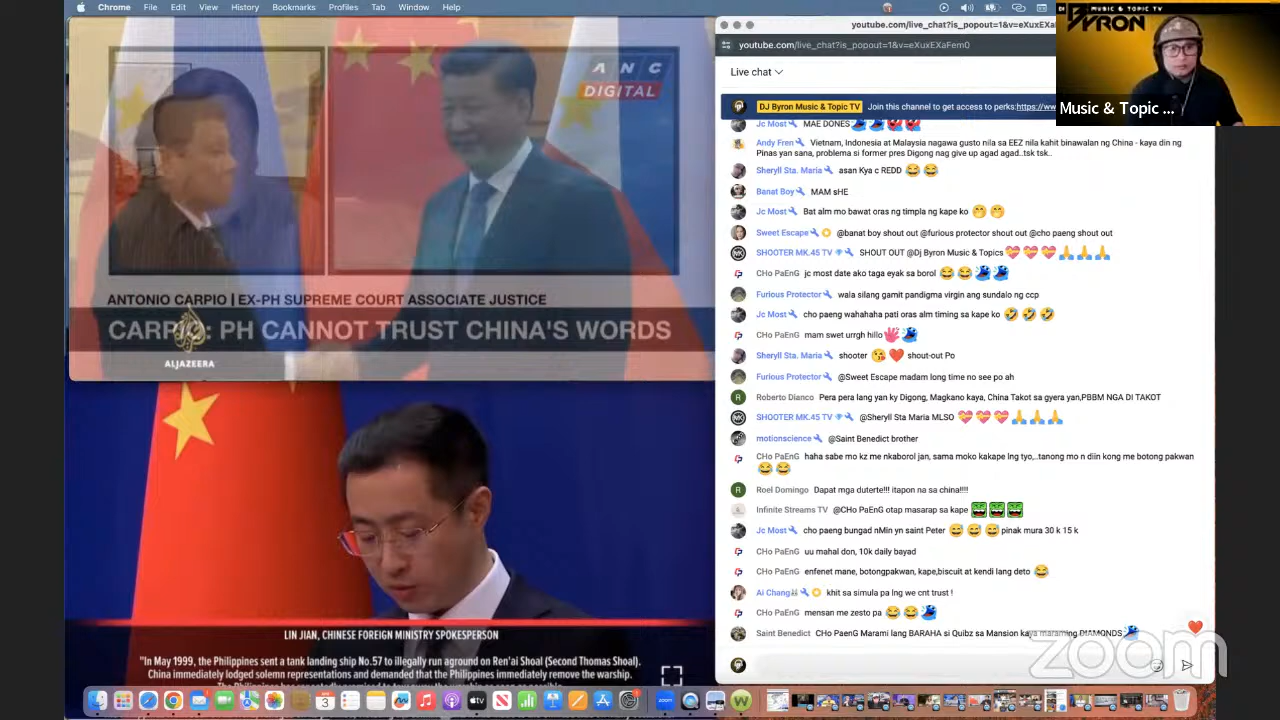 Chrome File Edit View History Bookmarks Profiles Tab Window Help
youtube.com/live_chat?is_popout=1&v=eXuxEXaF
youtube.com/live_chat?is_popout=1&v=eXuxEXaFem0
Live chat
DJ Byron Music & Topic TV Join this channel to get access to perks:https://ww
MUSIC & TOPIC TV
BYRON
Music & Topic ...
Jc Most MAE DONES
Andy Fren Vietnam, Indonesia at Malaysia nagawa gusto nila sa EEZ nila kahit binawalan ng China - kaya din ng
Pinas yan sana, problema si former pres Digong nag give up agad agad..tsk tsk..
Sheryll Sta. Maria asan Kya c REDD 😂😂
Banat Boy MAM sHE
Jc Most Bat alm mo bawat oras ng timpla ng kape ko 🤭🤭
Sweet Escape @banat boy shout out @furious protector shout out @cho paeng shout out
SHOOTER MK.45 TV SHOUT OUT @Dj Byron Music & Topics 💝💝💝🙏🙏🙏
CHo PaEnG jc most date ako taga eyak sa borol 😂😂
Furious Protector wala silang gamit pandigma virgin ang sundalo ng ccp
Jc Most cho paeng wahahaha pati oras alm timing sa kape ko 🤣🤣🤣
CHo PaEnG mam swet urrgh hillo
Sheryll Sta. Maria shooter 😘❤️ shout-out Po
Furious Protector @Sweet Escape madam long time no see po ah
Roberto Dianco Pera pera lang yan ky Digong, Magkano kaya, China Takot sa gyera yan,PBBM NGA DI TAKOT
SHOOTER MK.45 TV @Sheryll Sta Maria MLSO 💝💝💝🙏🙏🙏
motionscience @Saint Benedict brother
CHo PaEnG haha sabe mo kz me nkaborol jan, sama moko kakape lng tyo,..tanong mo n diin kong me botong pakwan
😂😂
Roel Domingo Dapat mga duterte!!! itapon na sa china!!!!
Infinite Streams TV @CHo PaEnG otap masarap sa kape
Jc Most cho paeng bungad nMin yn saint Peter 😅😅😅 pinak mura 30 k 15 k
CHo PaEnG uu mahal don, 10k daily bayad
CHo PaEnG enfenet mane, botongpakwan, kape,biscuit at kendi lang deto 😂
Ai Chang khit sa simula pa lng we cnt trust !
CHo PaEnG mensan me zesto pa 😂😂
Saint Benedict CHo PaenG Marami lang BARAHA si Quibz sa Mansion kaya maraming DIAMONDS
zoom
ANC
DIGITAL
ANTONIO CARPIO | EX-PH SUPREME COURT ASSOCIATE JUSTICE
CARPIO: PH CANNOT TRUST CHINA'S WORDS
ALJAZEERA
LIN JIAN, CHINESE FOREIGN MINISTRY SPOKESPERSON
"In May 1999, the Philippines sent a tank landing ship No.57 to illegally run aground on Ren'ai Shoal (Second Thomas Shoal).
China immediately lodged solemn representations and demanded that the Philippines immediately remove the warship.